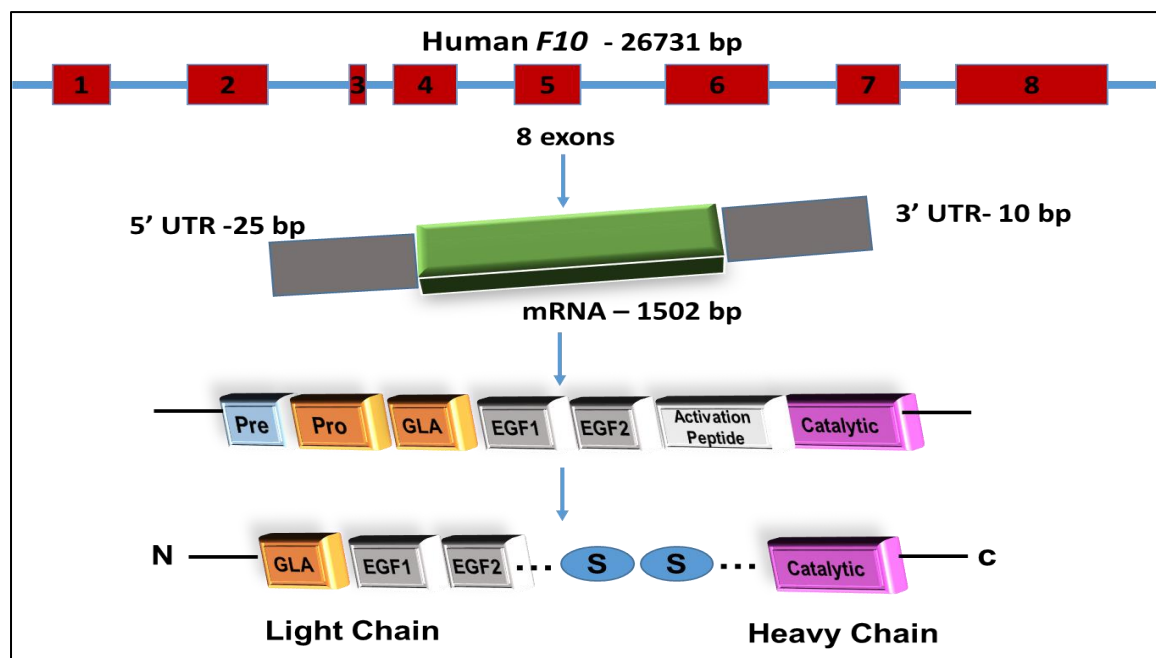 Human F10 - 26731 bp
1 2 3 4 5 6 7 8
8 exons
5’ UTR -25 bp
3’ UTR- 10 bp
mRNA – 1502 bp
Pre Pro GLA EGF1 EGF2 Activation Peptide Catalytic
N GLA EGF1 EGF2 ... S S ... Catalytic c
Light Chain
Heavy Chain